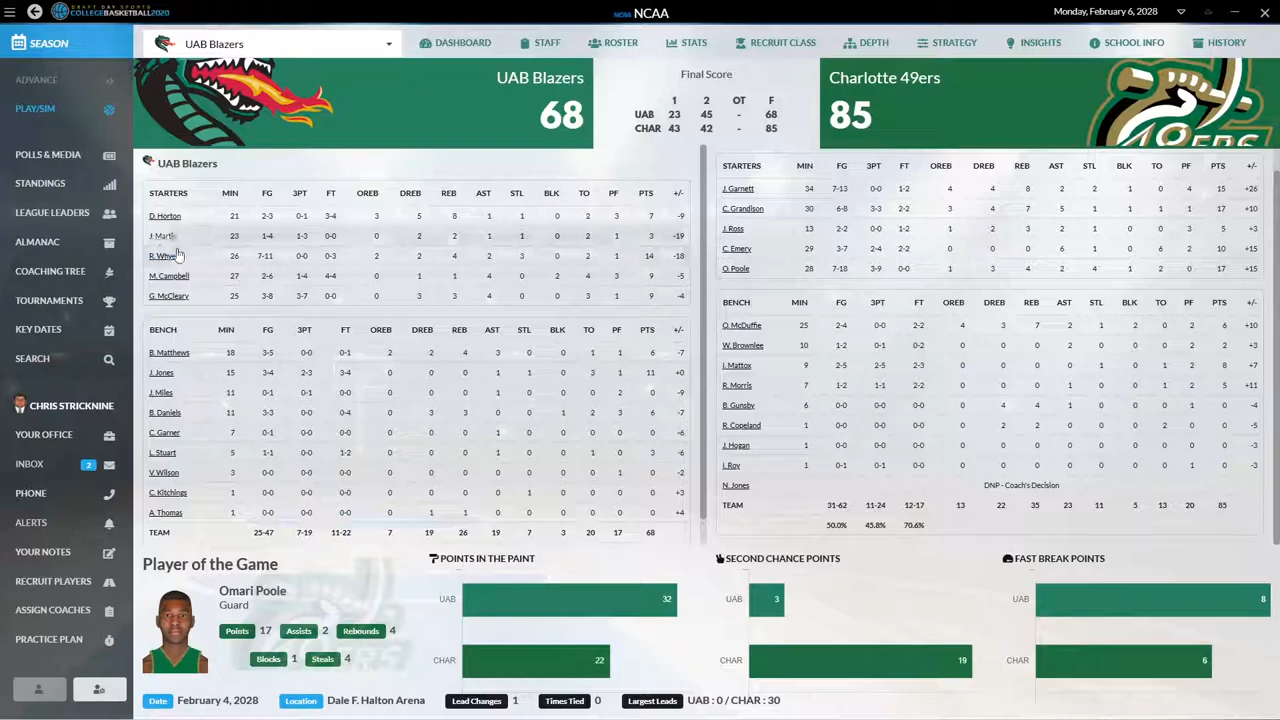 DRAFT DAY SPORTS
COLLEGE BASKETBALL 2020
NCAA NCAA
Monday, February 6, 2028
SEASON
UAB Blazers
DASHBOARD STAFF ROSTER STATS RECRUIT CLASS DEPTH STRATEGY INSIGHTS SCHOOL INFO HISTORY
ADVANCE
PLAY/SIM
POLLS & MEDIA
STANDINGS
LEAGUE LEADERS
ALMANAC
COACHING TREE
TOURNAMENTS
KEY DATES
SEARCH
CHRIS STRICKNINE
YOUR OFFICE
INBOX 2
PHONE
ALERTS
YOUR NOTES
RECRUIT PLAYERS
ASSIGN COACHES
PRACTICE PLAN
UAB Blazers
68
Final Score
1 2 OT F
UAB 23 45 - 68
CHAR 43 42 - 85
Charlotte 49ers
85
49ERS
UAB Blazers
STARTERS MIN FG 3PT FT OREB DREB REB AST STL BLK TO PF PTS +/-
D. Horton 21 2-3 0-1 3-4 3 5 8 1 1 0 2 3 7 -9
J. Marti 23 1-4 1-3 0-0 0 2 2 1 1 0 2 1 3 -19
R. Whye 26 7-11 0-0 0-3 2 2 4 2 0 0 1 1 14 -18
M. Campbell 27 2-6 1-4 4-4 0 1 1 4 0 2 4 3 9 -5
G. McCleary 25 3-8 3-7 0-0 0 3 3 4 0 0 3 1 9 -4
BENCH MIN FG 3PT FT OREB DREB REB AST STL BLK TO PF PTS +/-
B. Matthews 18 3-5 0-0 0-1 2 2 4 3 0 0 1 1 6 -7
J. Jones 15 3-4 2-3 3-4 0 0 0 1 1 0 3 1 11 +0
J. Miles 11 0-1 0-1 0-0 0 0 0 1 0 0 0 2 0 -9
B. Daniels 11 3-3 0-0 0-4 0 3 3 0 0 1 2 3 6 -7
C. Garner 7 0-1 0-0 0-0 0 0 0 1 0 0 0 0 0 -6
L. Stuart 5 1-1 0-0 1-2 0 0 0 1 0 0 1 0 3 -6
V. Wilson 3 0-0 0-0 0-0 0 0 0 0 0 0 0 1 0 -2
C. Kitchings 1 0-0 0-0 0-0 0 0 0 0 1 0 0 0 0 +3
A. Thomas 1 0-0 0-0 0-0 0 1 1 0 0 0 0 0 0 +4
TEAM 25-47 7-19 11-22 7 19 26 19 7 3 20 17 68
STARTERS MIN FG 3PT FT OREB DREB REB AST STL BLK TO PF PTS +/-
J. Garnett 34 7-13 0-0 1-2 4 4 8 2 2 1 0 4 15 +26
C. Grandison 30 6-8 3-3 2-2 3 4 7 5 1 1 1 1 17 +10
J. Ross 13 2-2 0-0 1-2 1 2 3 2 1 0 3 3 5 +3
C. Emery 29 3-7 2-4 2-2 0 0 0 6 1 0 6 2 10 +15
O. Poole 28 7-18 3-9 0-0 1 3 4 2 4 1 0 0 17 +15
BENCH MIN FG 3PT FT OREB DREB REB AST STL BLK TO PF PTS +/-
Q. McDuffie 25 2-4 0-0 2-2 4 3 7 2 1 2 0 2 6 +10
W. Brownlee 10 1-2 0-1 0-2 0 0 0 2 0 0 1 2 2 +3
I. Mattox 9 2-5 2-5 2-3 0 0 0 0 1 0 0 1 8 +7
R. Morris 7 1-2 1-1 2-2 0 0 0 1 0 0 1 2 5 +11
B. Gunsby 6 0-0 0-0 0-0 0 4 4 1 0 0 0 1 0 -4
R. Copeland 1 0-0 0-0 0-0 0 2 2 0 0 0 0 0 0 -5
J. Hogan 1 0-0 0-0 0-0 0 0 0 0 0 0 1 0 0 -3
I. Roy 1 0-1 0-1 0-0 0 0 0 0 0 0 0 1 0 -3
N. Jones DNP - Coach's Decision
TEAM 31-62 11-24 12-17 13 22 35 23 11 5 13 20 85
50.0% 45.8% 70.6%
Player of the Game
Omari Poole
Guard
Points 17 Assists 2 Rebounds 4
Blocks 1 Steals 4
POINTS IN THE PAINT
UAB 32
CHAR 22
SECOND CHANCE POINTS
UAB 3
CHAR 19
FAST BREAK POINTS
UAB 8
CHAR 6
Date February 4, 2028 Location Dale F. Halton Arena Lead Changes 1 Times Tied 0 Largest Leads UAB : 0 / CHAR : 30